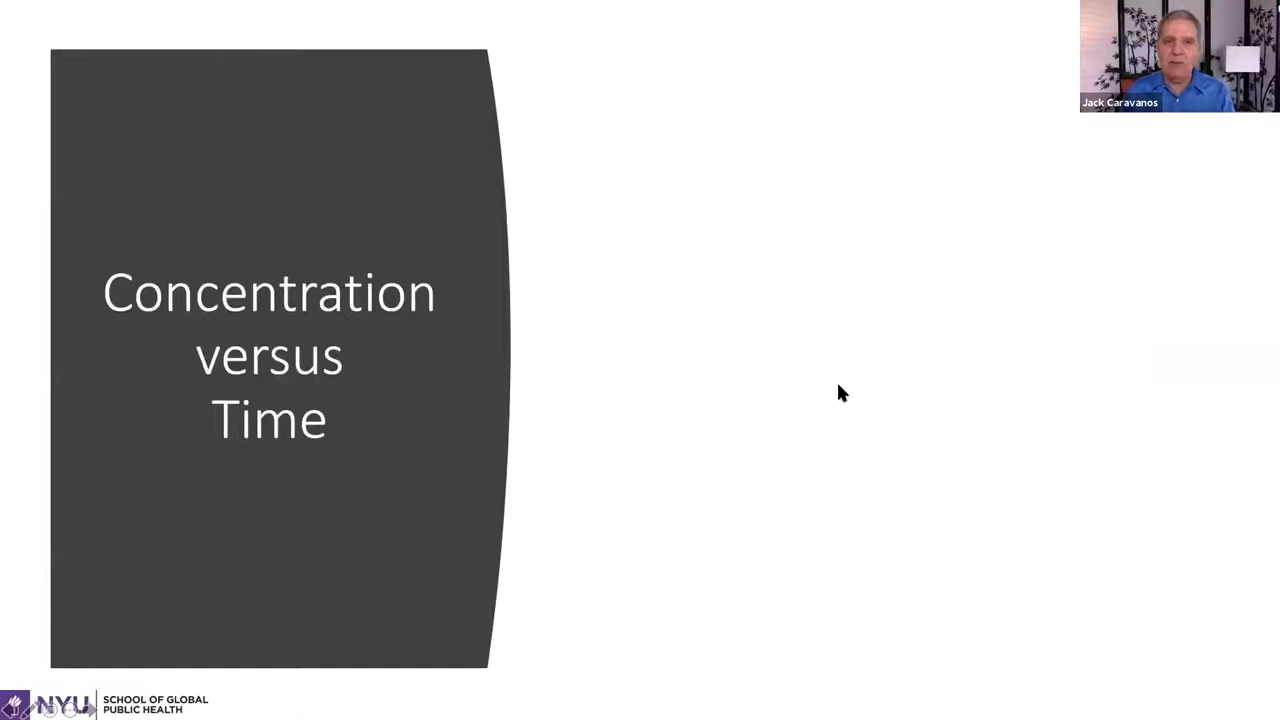 Jack Caravanos
Concentration
versus
Time
NYU
SCHOOL OF GLOBAL
PUBLIC HEALTH